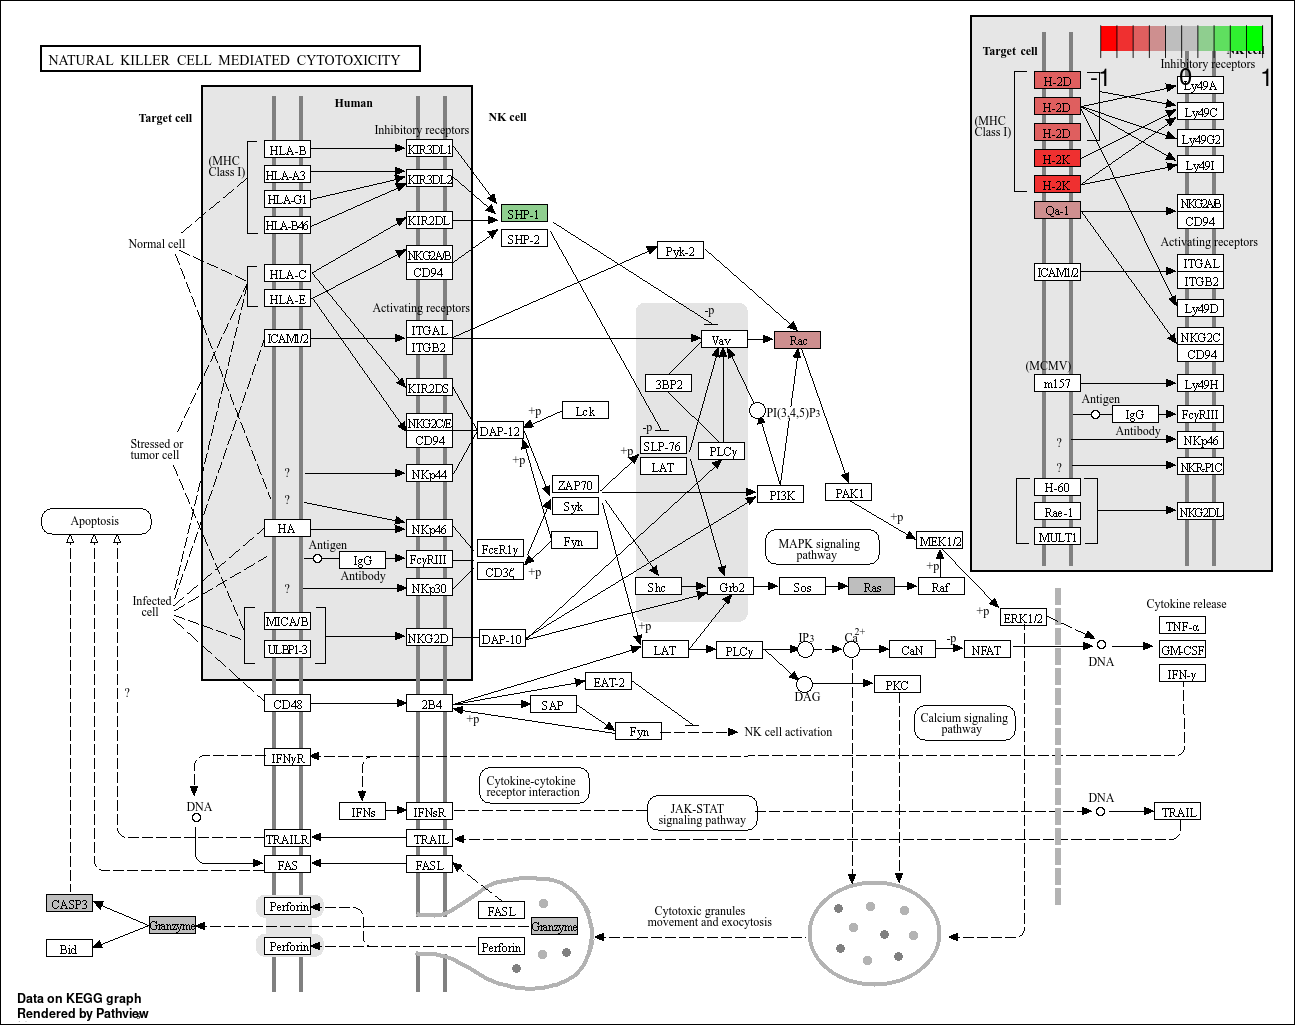 NATURAL KILLER CELL MEDIATED CYTOTOXICITY
Target cell
Human
NK cell
Inhibitory receptors
(MHC
Class I)
HLA-B
HLA-A3
HLA-G1
HLA-B46
HLA-C
HLA-E
ICAM1/2
KIR3DL1
KIR3DL2
KIR2DL
NKG2A/B
CD94
Activating receptors
ITGAL
ITGB2
KIR2DS
NKG2C/E
CD94
NKp44
NKp46
FcγRIII
NKp30
NKG2D
Normal cell
Stressed or
tumor cell
Infected
cell
?
?
HA
Antigen
IgG
Antibody
?
MICA/B
ULBP1-3
CD48
2B4
?
SHP-1
SHP-2
Pyk-2
-p
Vav
Rac
3BP2
PI(3,4,5)P3
Lck
+p
DAP-12
+p
-p
SLP-76
LAT
+p
PLCγ
ZAP70
Syk
PI3K
PAK1
Fyn
FcεR1γ
CD3ζ
+p
DAP-10
MAPK signaling
pathway
+p
MEK1/2
+p
Shc
Grb2
Sos
Ras
Raf
+p
ERK1/2
+p
LAT
PLCγ
IP3
Ca2+
CaN
-p
NFAT
DNA
DAG
PKC
Cytokine release
TNF-α
GM-CSF
IFN-γ
EAT-2
SAP
+p
Fyn
NK cell activation
Calcium signaling
pathway
IFNγR
DNA
IFNs
IFNsR
Cytokine-cytokine
receptor interaction
JAK-STAT
signaling pathway
DNA
TRAIL
TRAILR
TRAIL
FAS
FASL
Apoptosis
CASP3
Bid
Granzyme
Perforin
Perforin
FASL
Granzyme
Perforin
Cytotoxic granules
movement and exocytosis
Target cell
-1
0
1
Inhibitory receptors
(MHC
Class I)
H-2D
H-2D
H-2D
H-2K
H-2K
Qa-1
Ly49A
Ly49C
Ly49G2
Ly49I
NKG2AB
CD94
Activating receptors
ICAM1/2
ITGAL
ITGB2
Ly49D
NKG2C
CD94
(MCMV)
m157
Ly49H
Antigen
IgG
Antibody
FcγRIII
?
NKp46
?
NKR-P1C
H-60
Rae-1
MULT1
NKG2DL
Data on KEGG graph
Rendered by Pathview